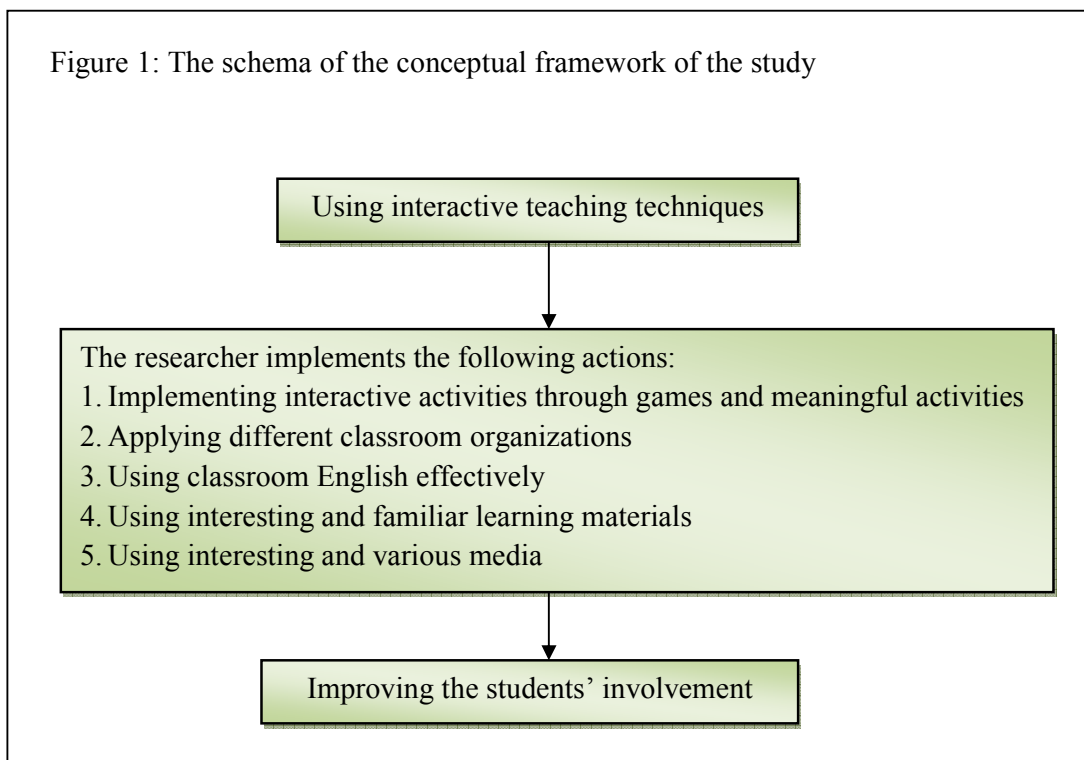 Figure 1: The schema of the conceptual framework of the study
Using interactive teaching techniques
The researcher implements the following actions:
1. Implementing interactive activities through games and meaningful activities
2. Applying different classroom organizations
3. Using classroom English effectively
4. Using interesting and familiar learning materials
5. Using interesting and various media
Improving the students’ involvement